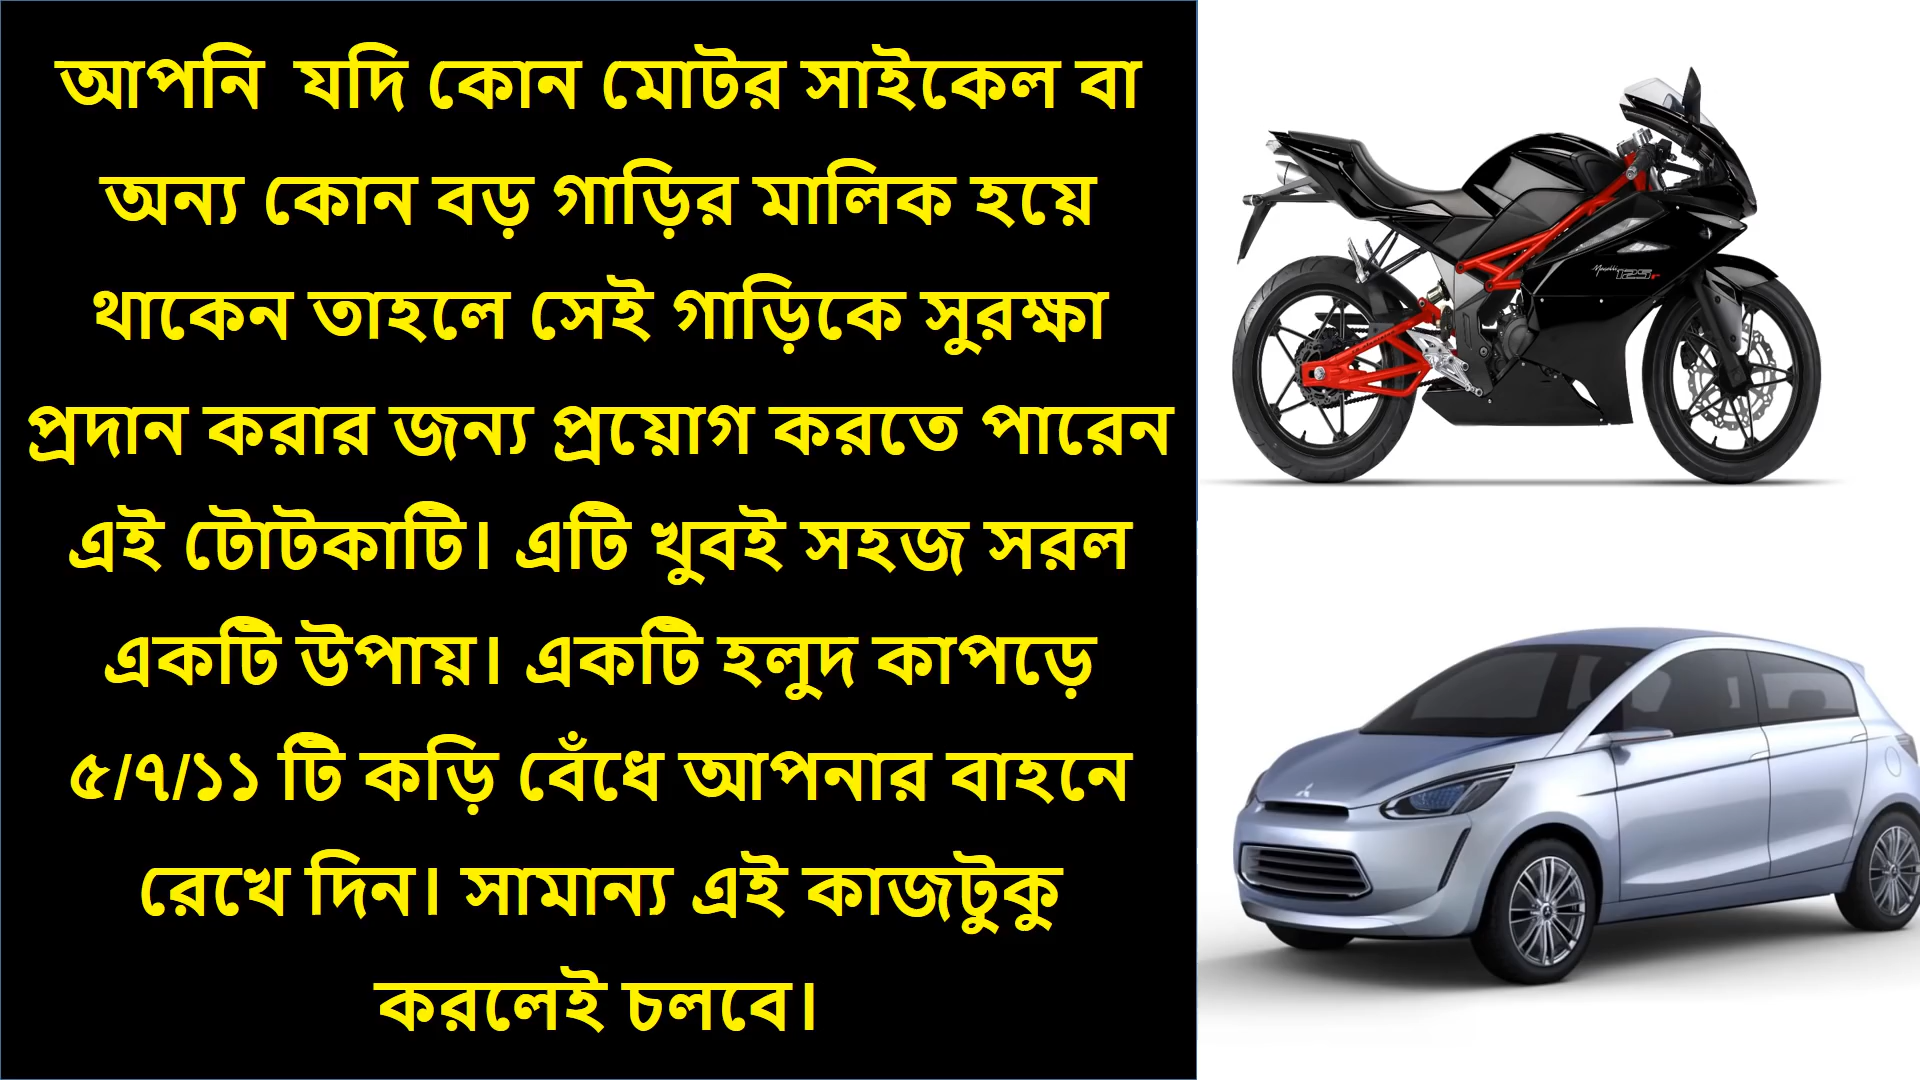 আপনি  যদি কোন মোটর সাইকেল বা
অন্য কোন বড় গাড়ির মালিক হয়ে
থাকেন তাহলে সেই গাড়িকে সুরক্ষা
প্রদান করার জন্য প্রয়োগ করতে পারেন
এই টোটকাটি। এটি খুবই সহজ সরল
একটি উপায়। একটি হলুদ কাপড়ে
৫/৭/১১ টি কড়ি বেঁধে আপনার বাহনে
রেখে দিন। সামান্য এই কাজটুকু
করলেই চলবে।
125